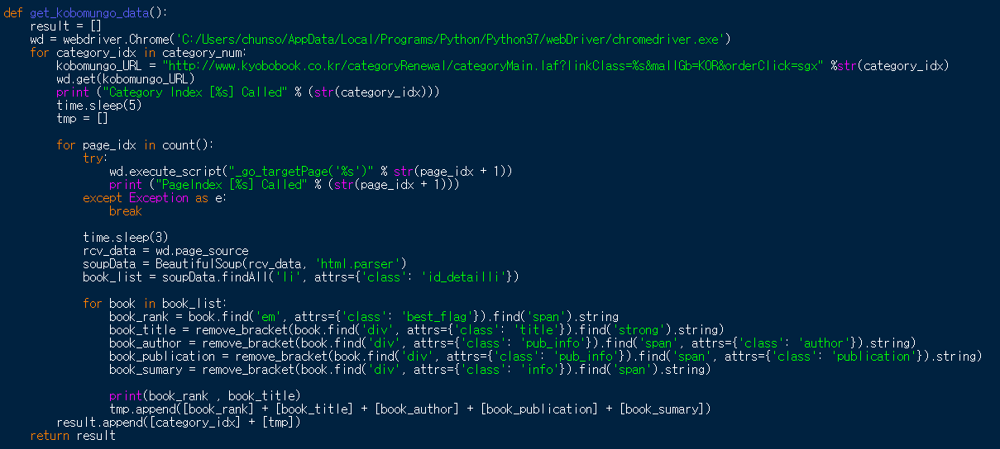 def get_kobomungo_data():
    result = []
    wd = webdriver.Chrome('C:/Users/chunso/AppData/Local/Programs/Python/Python37/webDriver/chromedriver.exe')
    for category_idx in category_num:
        kobomungo_URL = "http://www.kyobobook.co.kr/categoryRenewal/categoryMain.laf?linkClass=%s&mallGb=KOR&orderClick=sgx" %str(category_idx)
        wd.get(kobomungo_URL)
        print ("Category Index [%s] Called" % (str(category_idx)))
        time.sleep(5)
        tmp = []

        for page_idx in count():
            try:
                wd.execute_script("_go_targetPage('%s')" % str(page_idx + 1))
                print ("PageIndex [%s] Called" % (str(page_idx + 1)))
            except Exception as e:
                break

            time.sleep(3)
            rcv_data = wd.page_source
            soupData = BeautifulSoup(rcv_data, 'html.parser')
            book_list = soupData.findAll('li', attrs={'class': 'id_detailli'})

            for book in book_list:
                book_rank = book.find('em', attrs={'class': 'best_flag'}).find('span').string
                book_title = remove_bracket(book.find('div', attrs={'class': 'title'}).find('strong').string)
                book_author = remove_bracket(book.find('div', attrs={'class': 'pub_info'}).find('span', attrs={'class': 'author'}).string)
                book_publication = remove_bracket(book.find('div', attrs={'class': 'pub_info'}).find('span', attrs={'class': 'publication'}).string)
                book_sumary = remove_bracket(book.find('div', attrs={'class': 'info'}).find('span').string)

                print(book_rank , book_title)
                tmp.append([book_rank] + [book_title] + [book_author] + [book_publication] + [book_sumary])
        result.append([category_idx] + [tmp])
    return result